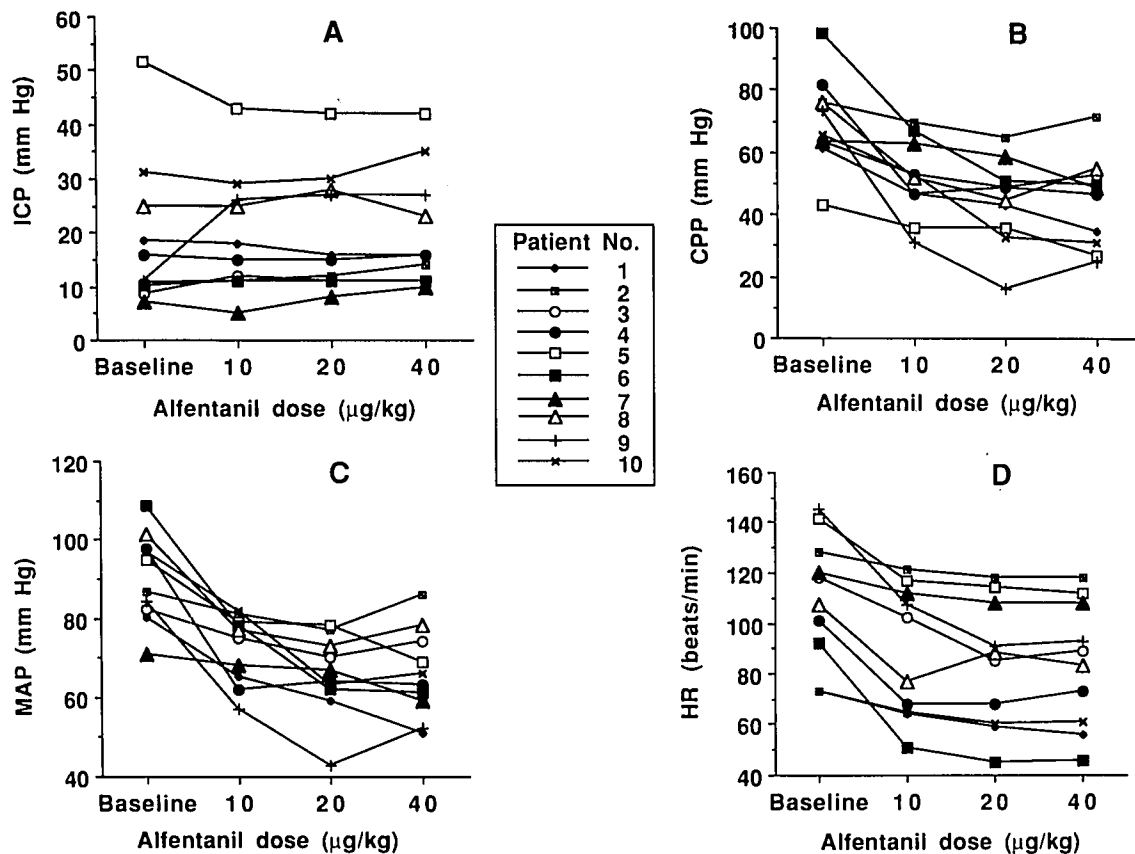 A
ICP (mm Hg)
60
50
40
30
20
10
0
Baseline 10 20 40
Alfentanil dose (μg/kg)
B
CPP (mm Hg)
100
80
60
40
20
0
Baseline 10 20 40
Alfentanil dose (μg/kg)
Patient No.
1
2
3
4
5
6
7
8
9
10
C
MAP (mm Hg)
120
100
80
60
40
Baseline 10 20 40
Alfentanil dose (μg/kg)
D
HR (beats/min)
160
140
120
100
80
60
40
Baseline 10 20 40
Alfentanil dose (μg/kg)